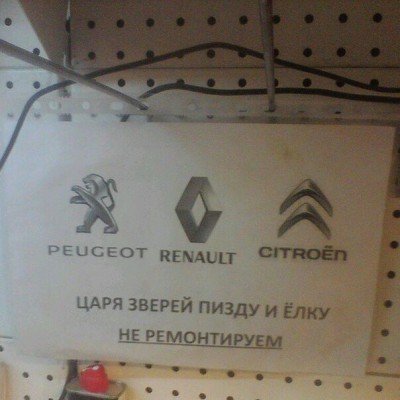 PEUGEOT RENAULT CITROËN
ЦАРЯ ЗВЕРЕЙ ПИЗДУ И ЁЛКУ
НЕ РЕМОНТИРУЕМ